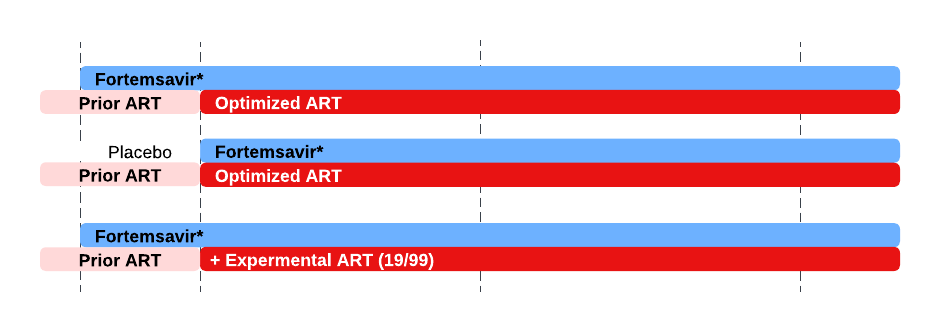 Fortemsavir*
Prior ART Optimized ART
Placebo Fortemsavir*
Prior ART Optimized ART
Fortemsavir*
Prior ART + Expermental ART (19/99)